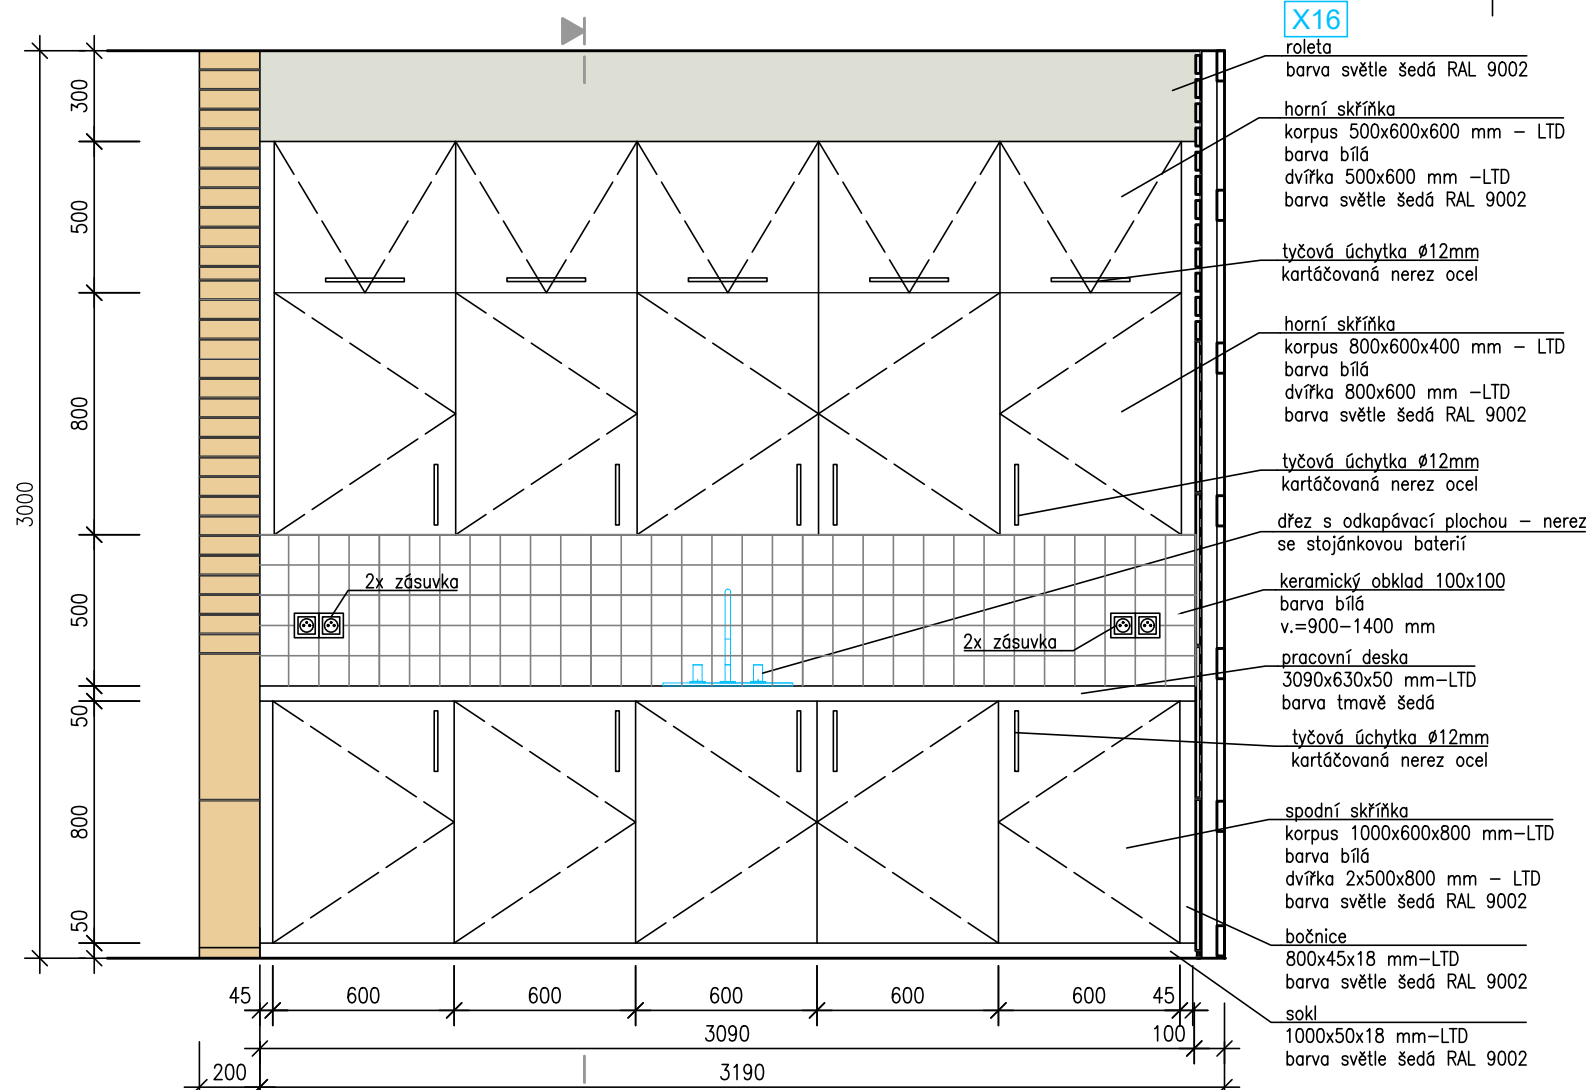 X16
roleta
barva světle šedá RAL 9002
horní skříňka
korpus 500x600x600 mm – LTD
barva bílá
dvířka 500x600 mm –LTD
barva světle šedá RAL 9002
tyčová úchytka ø12mm
kartáčovaná nerez ocel
horní skříňka
korpus 800x600x400 mm – LTD
barva bílá
dvířka 800x600 mm –LTD
barva světle šedá RAL 9002
tyčová úchytka ø12mm
kartáčovaná nerez ocel
dřez s odkapávací plochou – nerez
se stojánkovou baterií
keramický obklad 100x100
barva bílá
v.=900–1400 mm
pracovní deska
3090x630x50 mm–LTD
barva tmavě šedá
tyčová úchytka ø12mm
kartáčovaná nerez ocel
spodní skříňka
korpus 1000x600x800 mm–LTD
barva bílá
dvířka 2x500x800 mm – LTD
barva světle šedá RAL 9002
bočnice
800x45x18 mm–LTD
barva světle šedá RAL 9002
sokl
1000x50x18 mm–LTD
barva světle šedá RAL 9002
2x zásuvka
2x zásuvka
3000
300
500
800
500
50
800
50
45 600 600 600 600 600 45
3090 100
200 3190